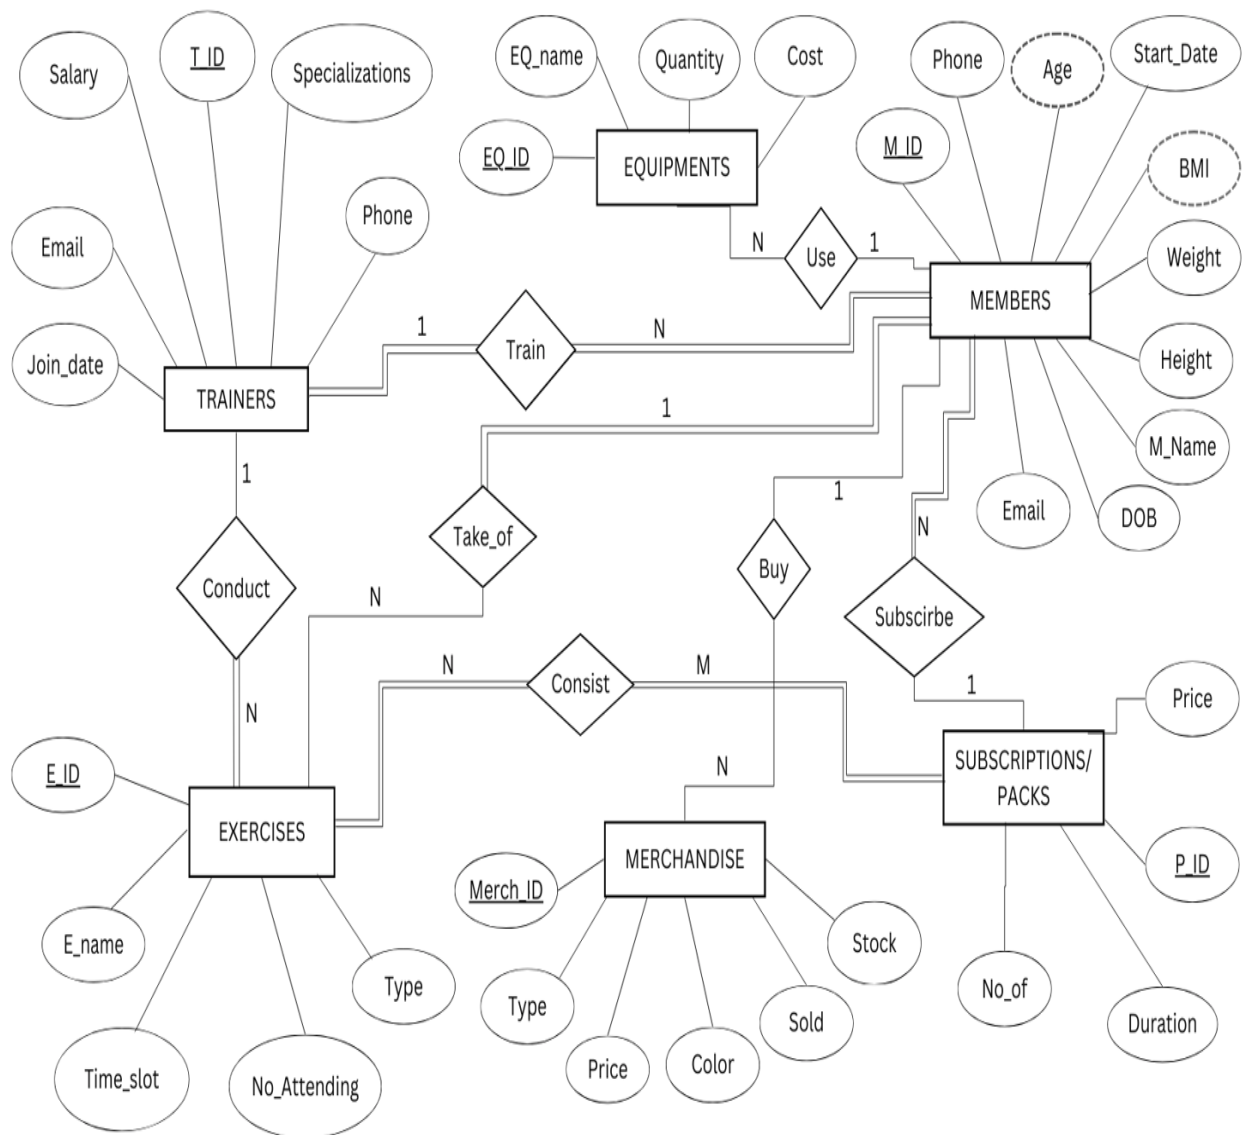 T_ID
Salary
Specializations
EQ_name
Quantity
Cost
Phone
Age
Start_Date
M_ID
EQ_ID
EQUIPMENTS
BMI
Email
Phone
N
Use
1
Weight
MEMBERS
1
Train
N
Join_date
TRAINERS
Height
1
M_Name
1
1
Email
DOB
Take_of
N
Buy
Conduct
N
Subscirbe
N
Consist
M
1
Price
N
E_ID
N
SUBSCRIPTIONS/
PACKS
EXERCISES
MERCHANDISE
P_ID
Merch_ID
E_name
Stock
Type
No_of
Type
Sold
Duration
Time_slot
No_Attending
Price
Color